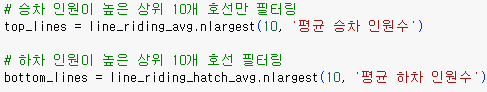 # 승차 인원이 높은 상위 10개 호선만 필터링
top_lines = line_riding_avg.nlargest(10, '평균 승차 인원수')
# 하차 인원이 높은 상위 10개 호선 필터링
bottom_lines = line_riding_hatch_avg.nlargest(10, '평균 하차 인원수')